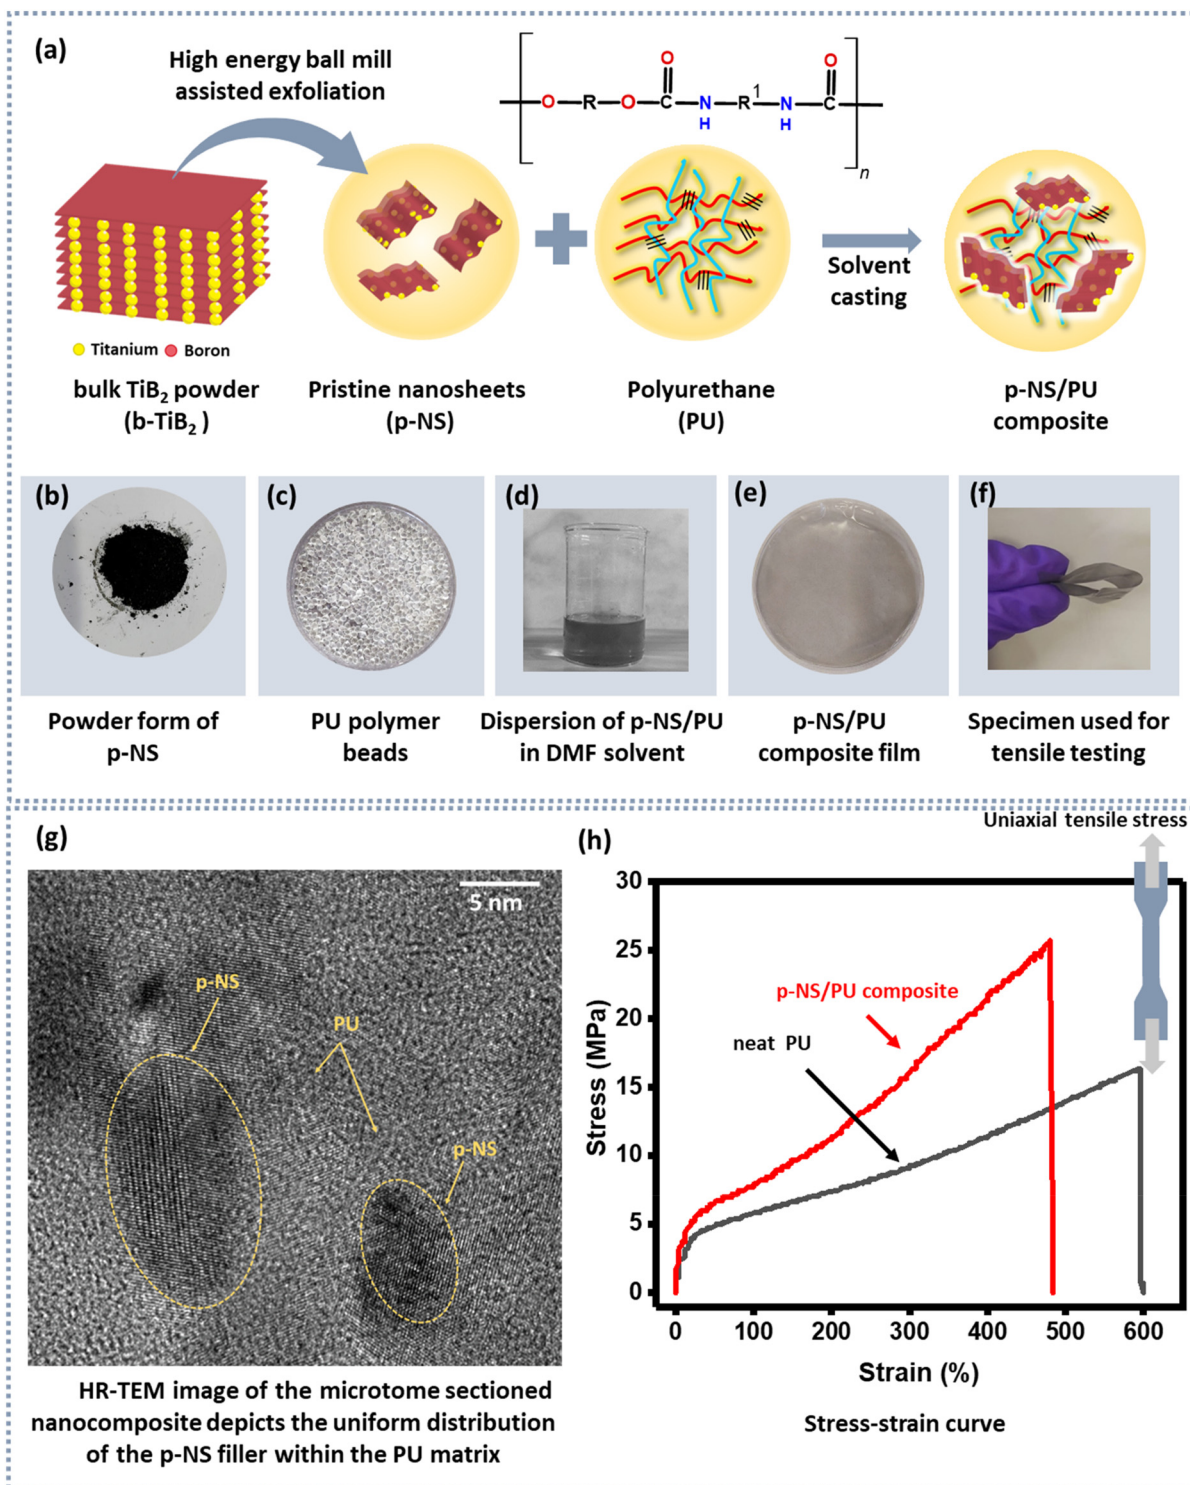 (a)
High energy ball mill
assisted exfoliation
O
O
O
R
O
C
N
R¹
N
C
H
H
n
Solvent
casting
Titanium
Boron
bulk TiB₂ powder
(b-TiB₂ )
Pristine nanosheets
(p-NS)
Polyurethane
(PU)
p-NS/PU
composite
(b)
(c)
(d)
(e)
(f)
Powder form of
p-NS
PU polymer
beads
Dispersion of p-NS/PU
in DMF solvent
p-NS/PU
composite film
Specimen used for
tensile testing
(g)
5 nm
p-NS
PU
p-NS
HR-TEM image of the microtome sectioned
nanocomposite depicts the uniform distribution
of the p-NS filler within the PU matrix
(h)
Uniaxial tensile stress
30
25
20
15
10
5
0
Stress (MPa)
p-NS/PU composite
neat PU
0
100
200
300
400
500
600
Strain (%)
Stress-strain curve